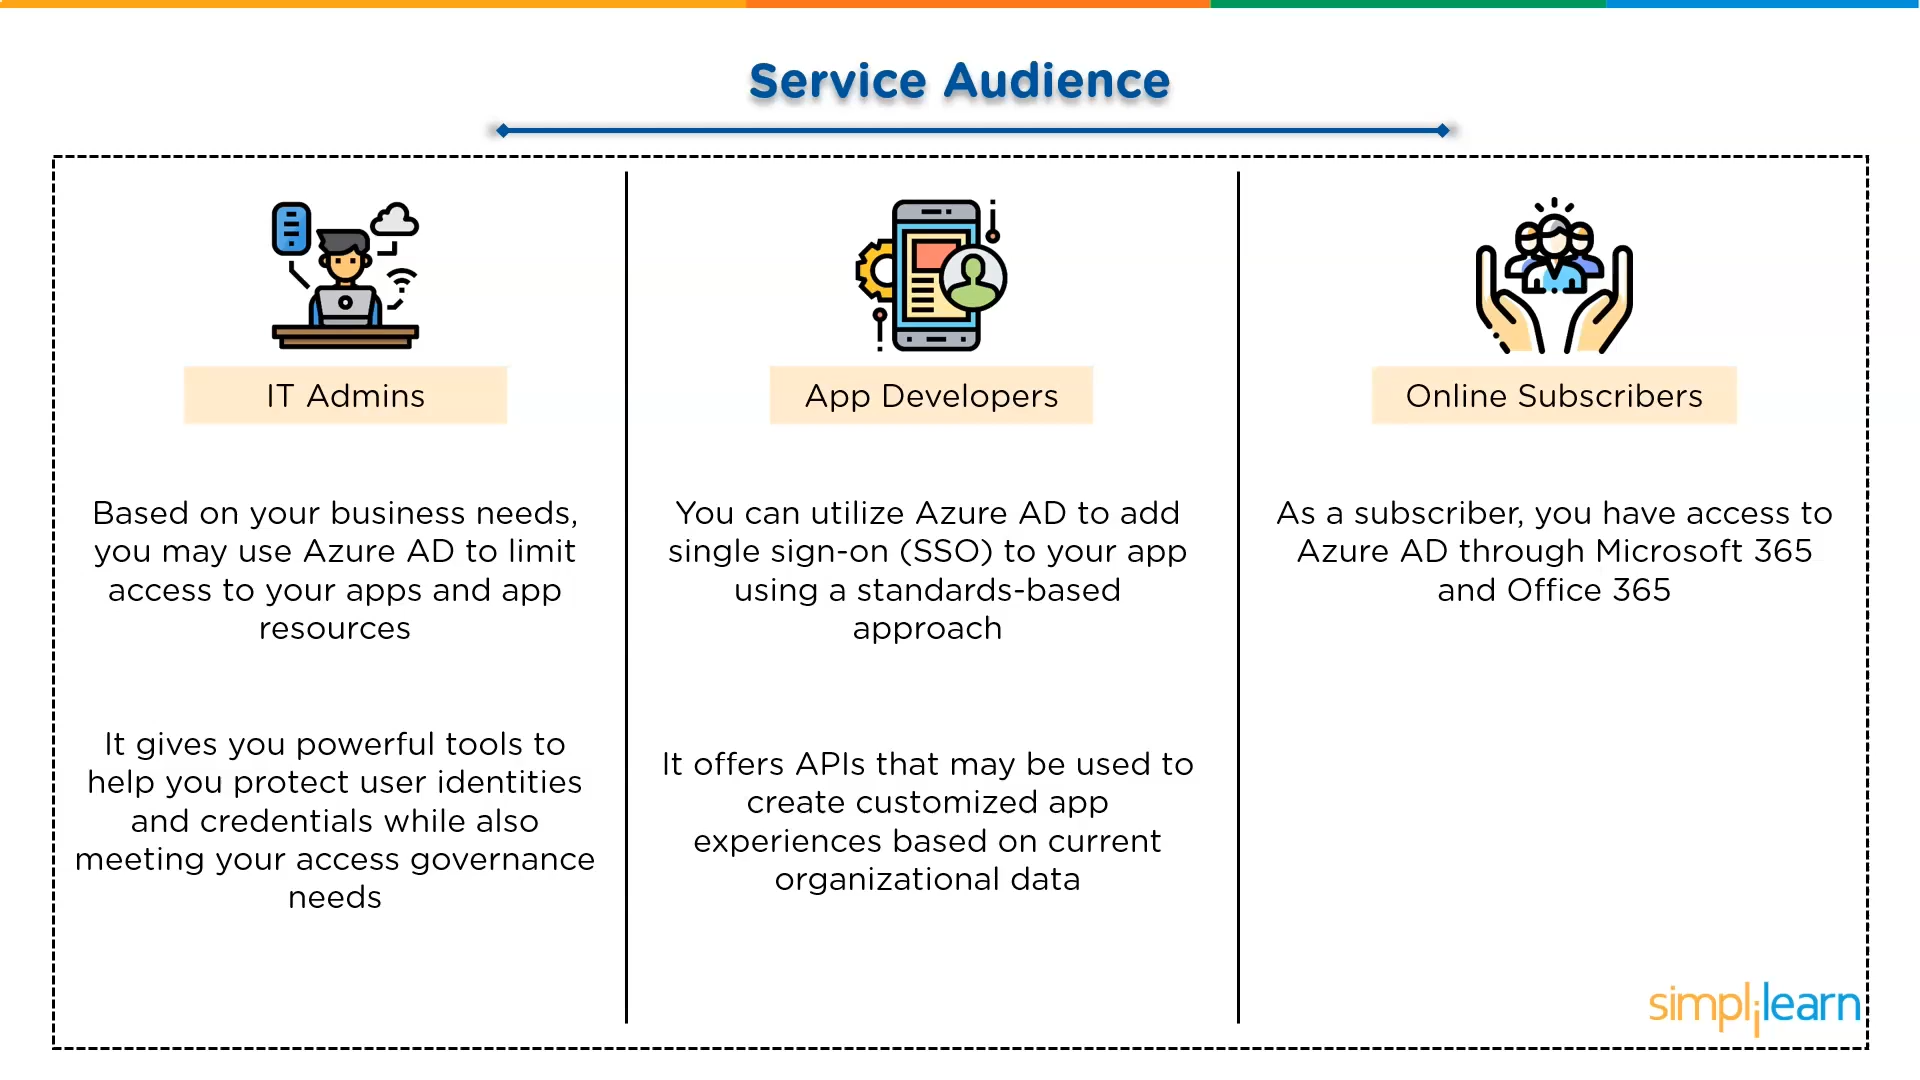 Service Audience
IT Admins
Based on your business needs,
you may use Azure AD to limit
access to your apps and app
resources
It gives you powerful tools to
help you protect user identities
and credentials while also
meeting your access governance
needs
App Developers
You can utilize Azure AD to add
single sign-on (SSO) to your app
using a standards-based
approach
It offers APIs that may be used to
create customized app
experiences based on current
organizational data
Online Subscribers
As a subscriber, you have access to
Azure AD through Microsoft 365
and Office 365
simplilearn